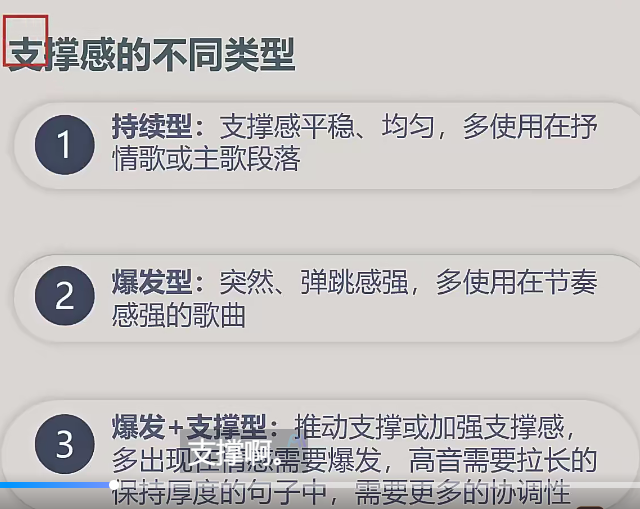 支撑感的不同类型
1
持续型：支撑感平稳、均匀，多使用在抒
情歌或主歌段落
2
爆发型：突然、弹跳感强，多使用在节奏
感强的歌曲
3
爆发+支撑型：推动支撑或加强支撑感，
多出现在情感需要爆发，高音需要拉长的
支撑啊。
保持厚度的句子中，需要更多的协调性